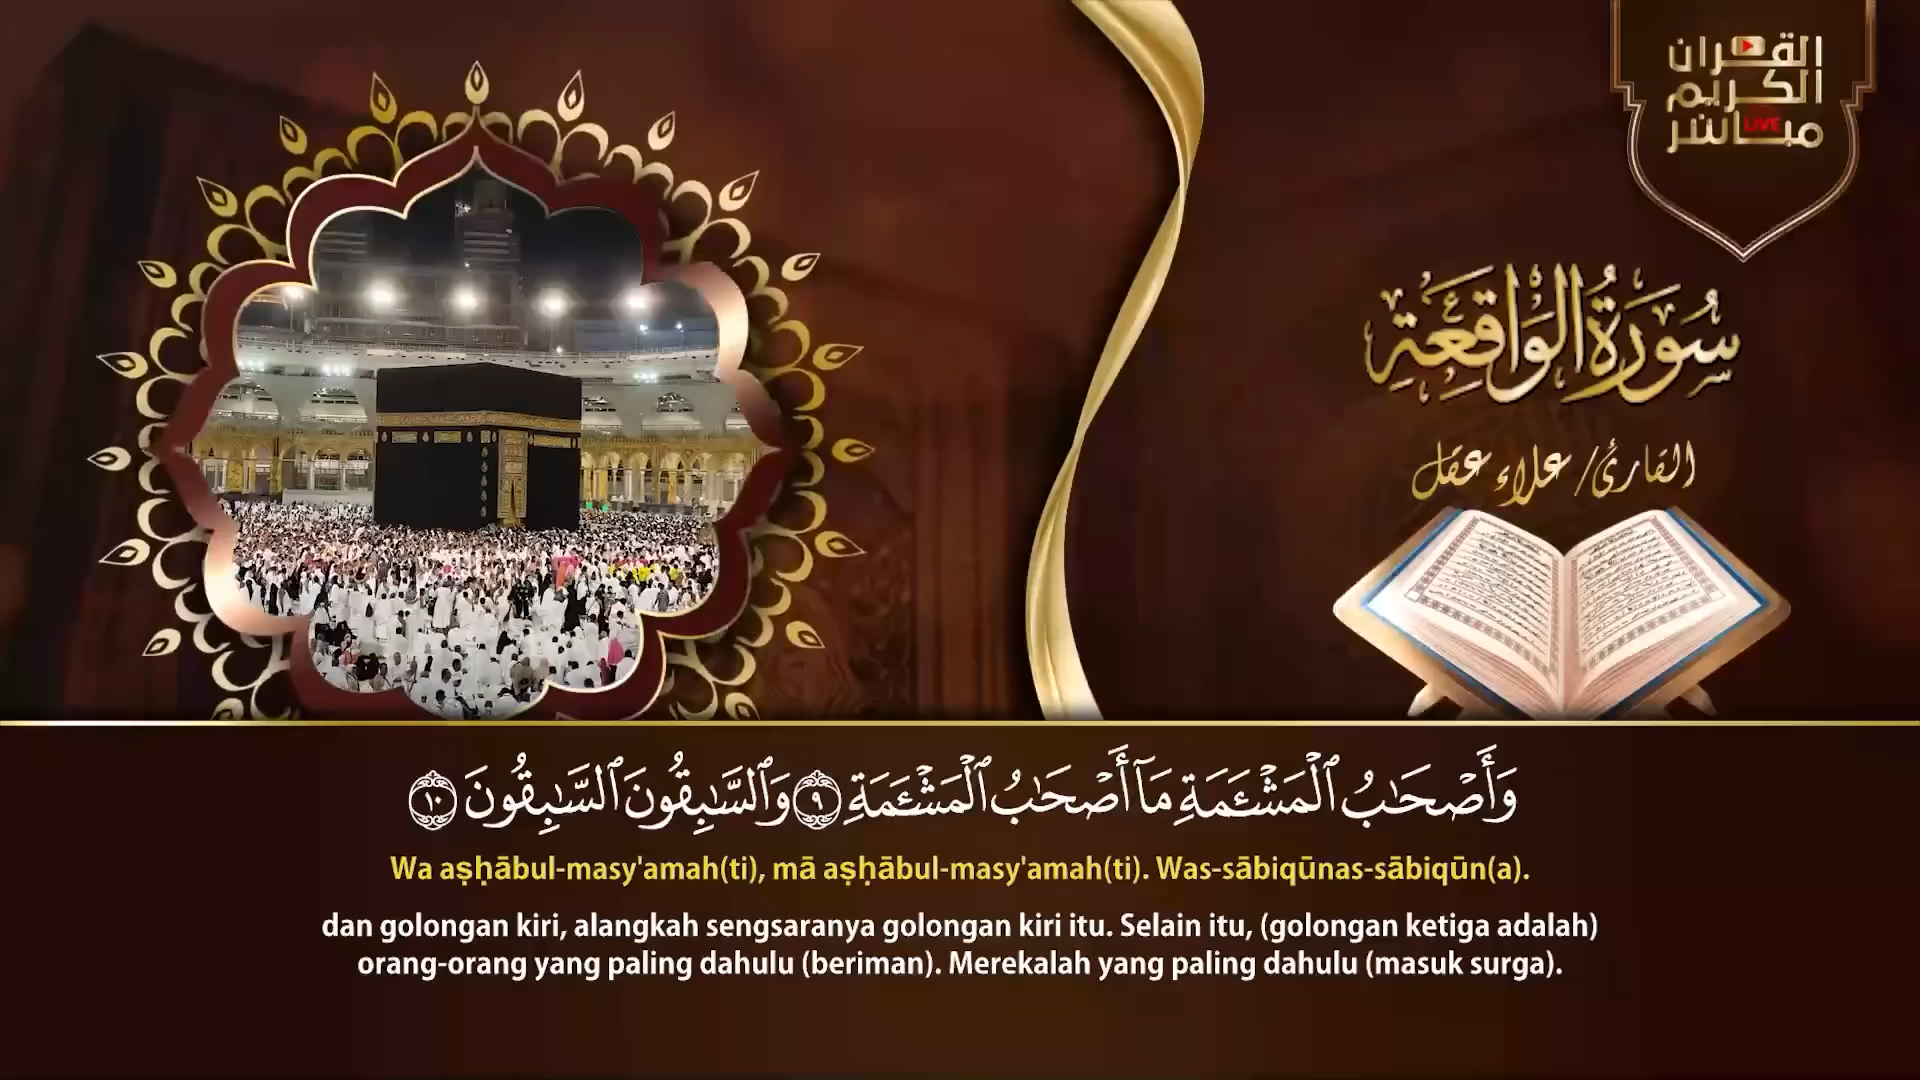 القرآن
الكريم
مباشر
LIVE
سُورَةُ الوَاقِعَةِ
القارئ/ علاء عقل
وَأَصْحَٰبُ ٱلْمَشْـَٔمَةِ مَآ أَصْحَٰبُ ٱلْمَشْـَٔمَةِ ٩ وَٱلسَّٰبِقُونَ ٱلسَّٰبِقُونَ ١٠
Wa aṣḥābul-masy'amah(ti), mā aṣḥābul-masy'amah(ti). Was-sābiqūnas-sābiqūn(a).
dan golongan kiri, alangkah sengsaranya golongan kiri itu. Selain itu, (golongan ketiga adalah)
orang-orang yang paling dahulu (beriman). Merekalah yang paling dahulu (masuk surga).